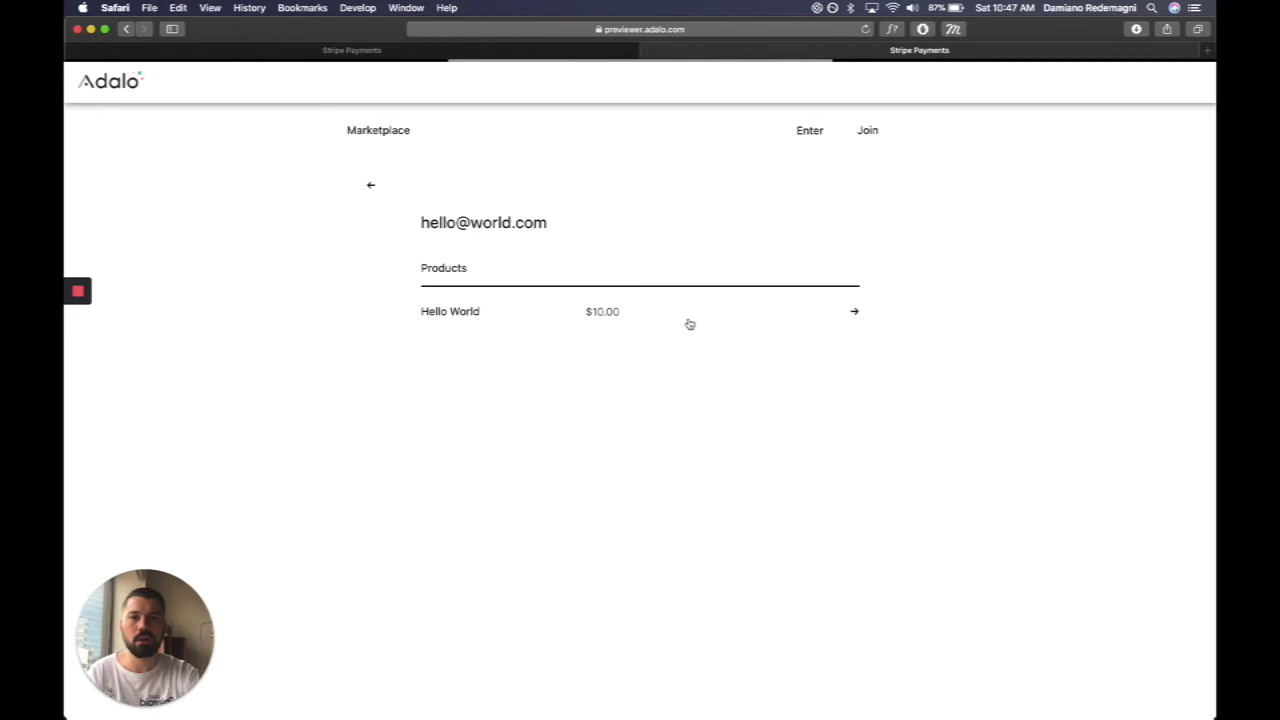 Safari File Edit View History Bookmarks Develop Window Help 87% Sat 10:47 AM Damiano Redemagni
previewer.adalo.com f? M
Stripe Payments Stripe Payments +
Adalo
Marketplace Enter Join
←
hello@world.com
Products
Hello World $10.00 →